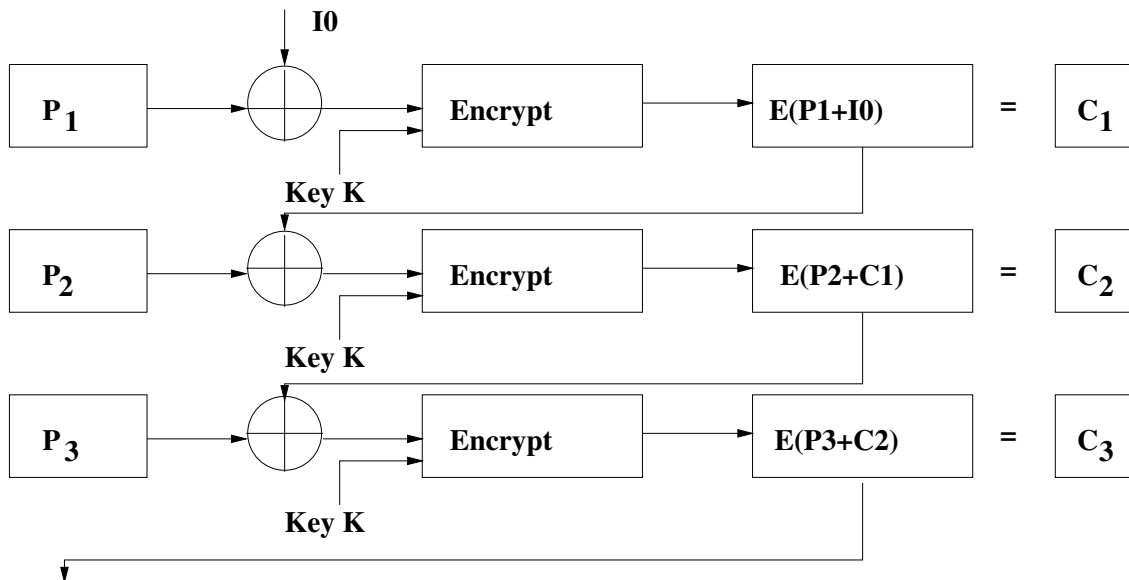 I0
P1 Encrypt E(P1+I0) = C1
Key K
P2 Encrypt E(P2+C1) = C2
Key K
P3 Encrypt E(P3+C2) = C3
Key K